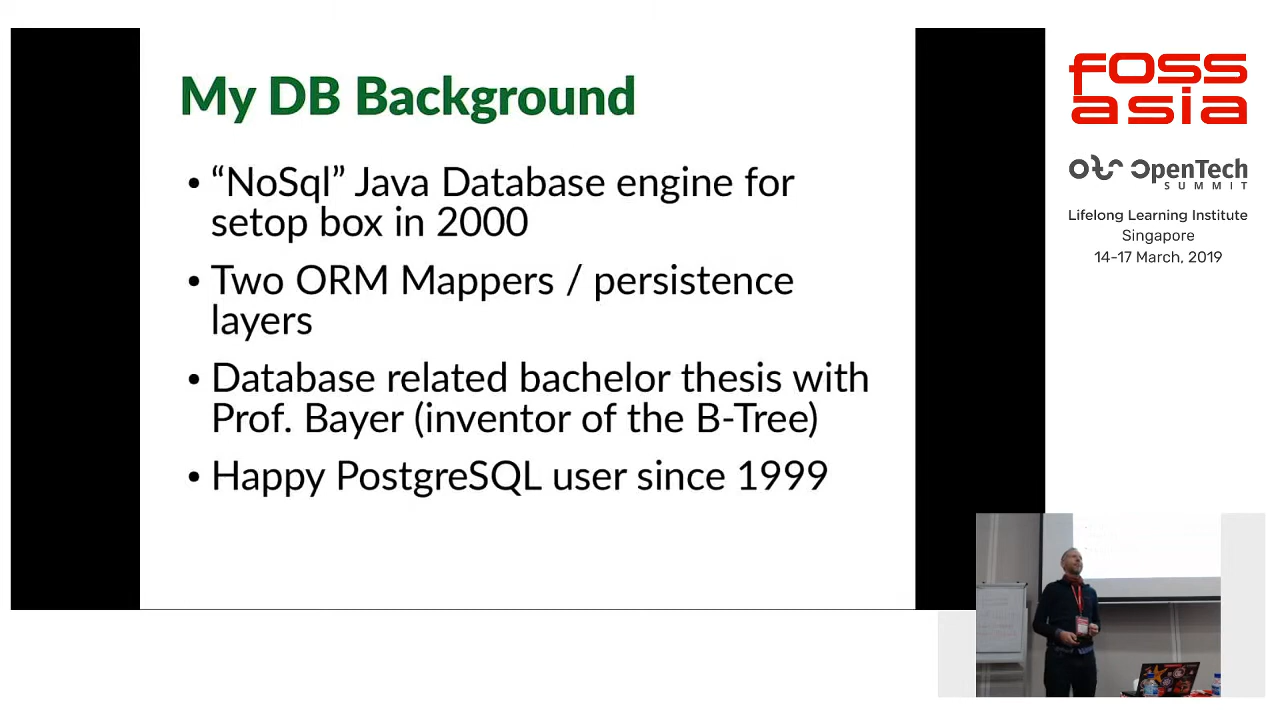 My DB Background
• “NoSql” Java Database engine for
setop box in 2000
• Two ORM Mappers / persistence
layers
• Database related bachelor thesis with
Prof. Bayer (inventor of the B-Tree)
• Happy PostgreSQL user since 1999
FOSS
asia
OpenTech
SUMMIT
Lifelong Learning Institute
Singapore
14-17 March, 2019